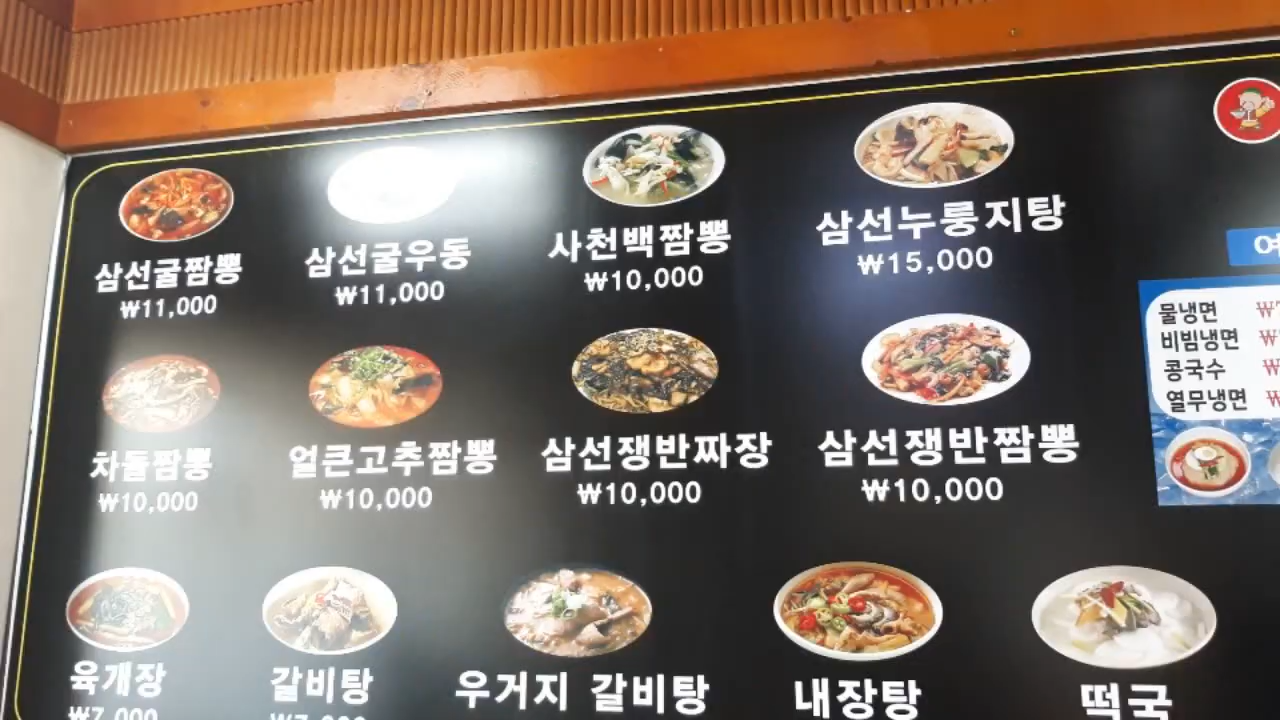 삼선굴짬뽕
₩11,000
삼선굴우동
₩11,000
사천백짬뽕
₩10,000
삼선누룽지탕
₩15,000
차돌짬뽕
₩10,000
얼큰고추짬뽕
₩10,000
삼선쟁반짜장
₩10,000
삼선쟁반짬뽕
₩10,000
물냉면
비빔냉면
콩국수
열무냉면
육개장
₩7,000
갈비탕
우거지 갈비탕
내장탕
떡국